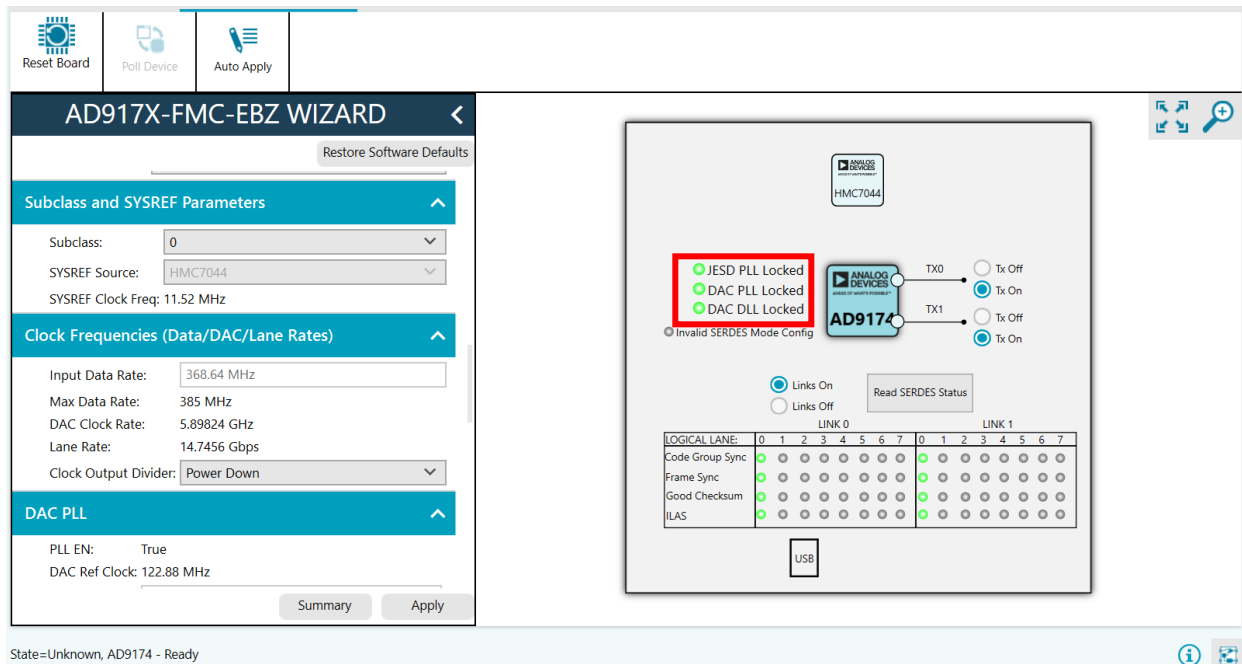 Reset Board
Poll Device
Auto Apply
AD917X-FMC-EBZ WIZARD
Restore Software Defaults
Subclass and SYSREF Parameters
Subclass: 0
SYSREF Source: HMC7044
SYSREF Clock Freq: 11.52 MHz
Clock Frequencies (Data/DAC/Lane Rates)
Input Data Rate: 368.64 MHz
Max Data Rate: 385 MHz
DAC Clock Rate: 5.89824 GHz
Lane Rate: 14.7456 Gbps
Clock Output Divider: Power Down
DAC PLL
PLL EN: True
DAC Ref Clock: 122.88 MHz
Summary Apply
ANALOG
DEVICES
HMC7044
JESD PLL Locked
DAC PLL Locked
DAC DLL Locked
Invalid SERDES Mode Config
ANALOG
DEVICES
AD9174
TX0
Tx Off
Tx On
TX1
Tx Off
Tx On
Links On
Links Off
Read SERDES Status
LINK 0 LINK 1
LOGICAL LANE: 0 1 2 3 4 5 6 7 0 1 2 3 4 5 6 7
Code Group Sync
Frame Sync
Good Checksum
ILAS
USB
State=Unknown, AD9174 - Ready